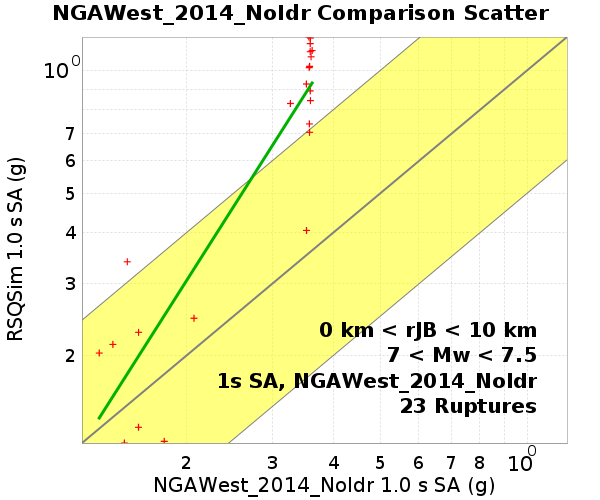 NGAWest_2014_NoIdr Comparison Scatter
RSQSim 1.0 s SA (g)
10⁰
7
6
5
4
3
2
0 km < rJB < 10 km
7 < Mw < 7.5
1s SA, NGAWest_2014_NoIdr
23 Ruptures
2 3 4 5 6 7 8 10⁰
NGAWest_2014_NoIdr 1.0 s SA (g)